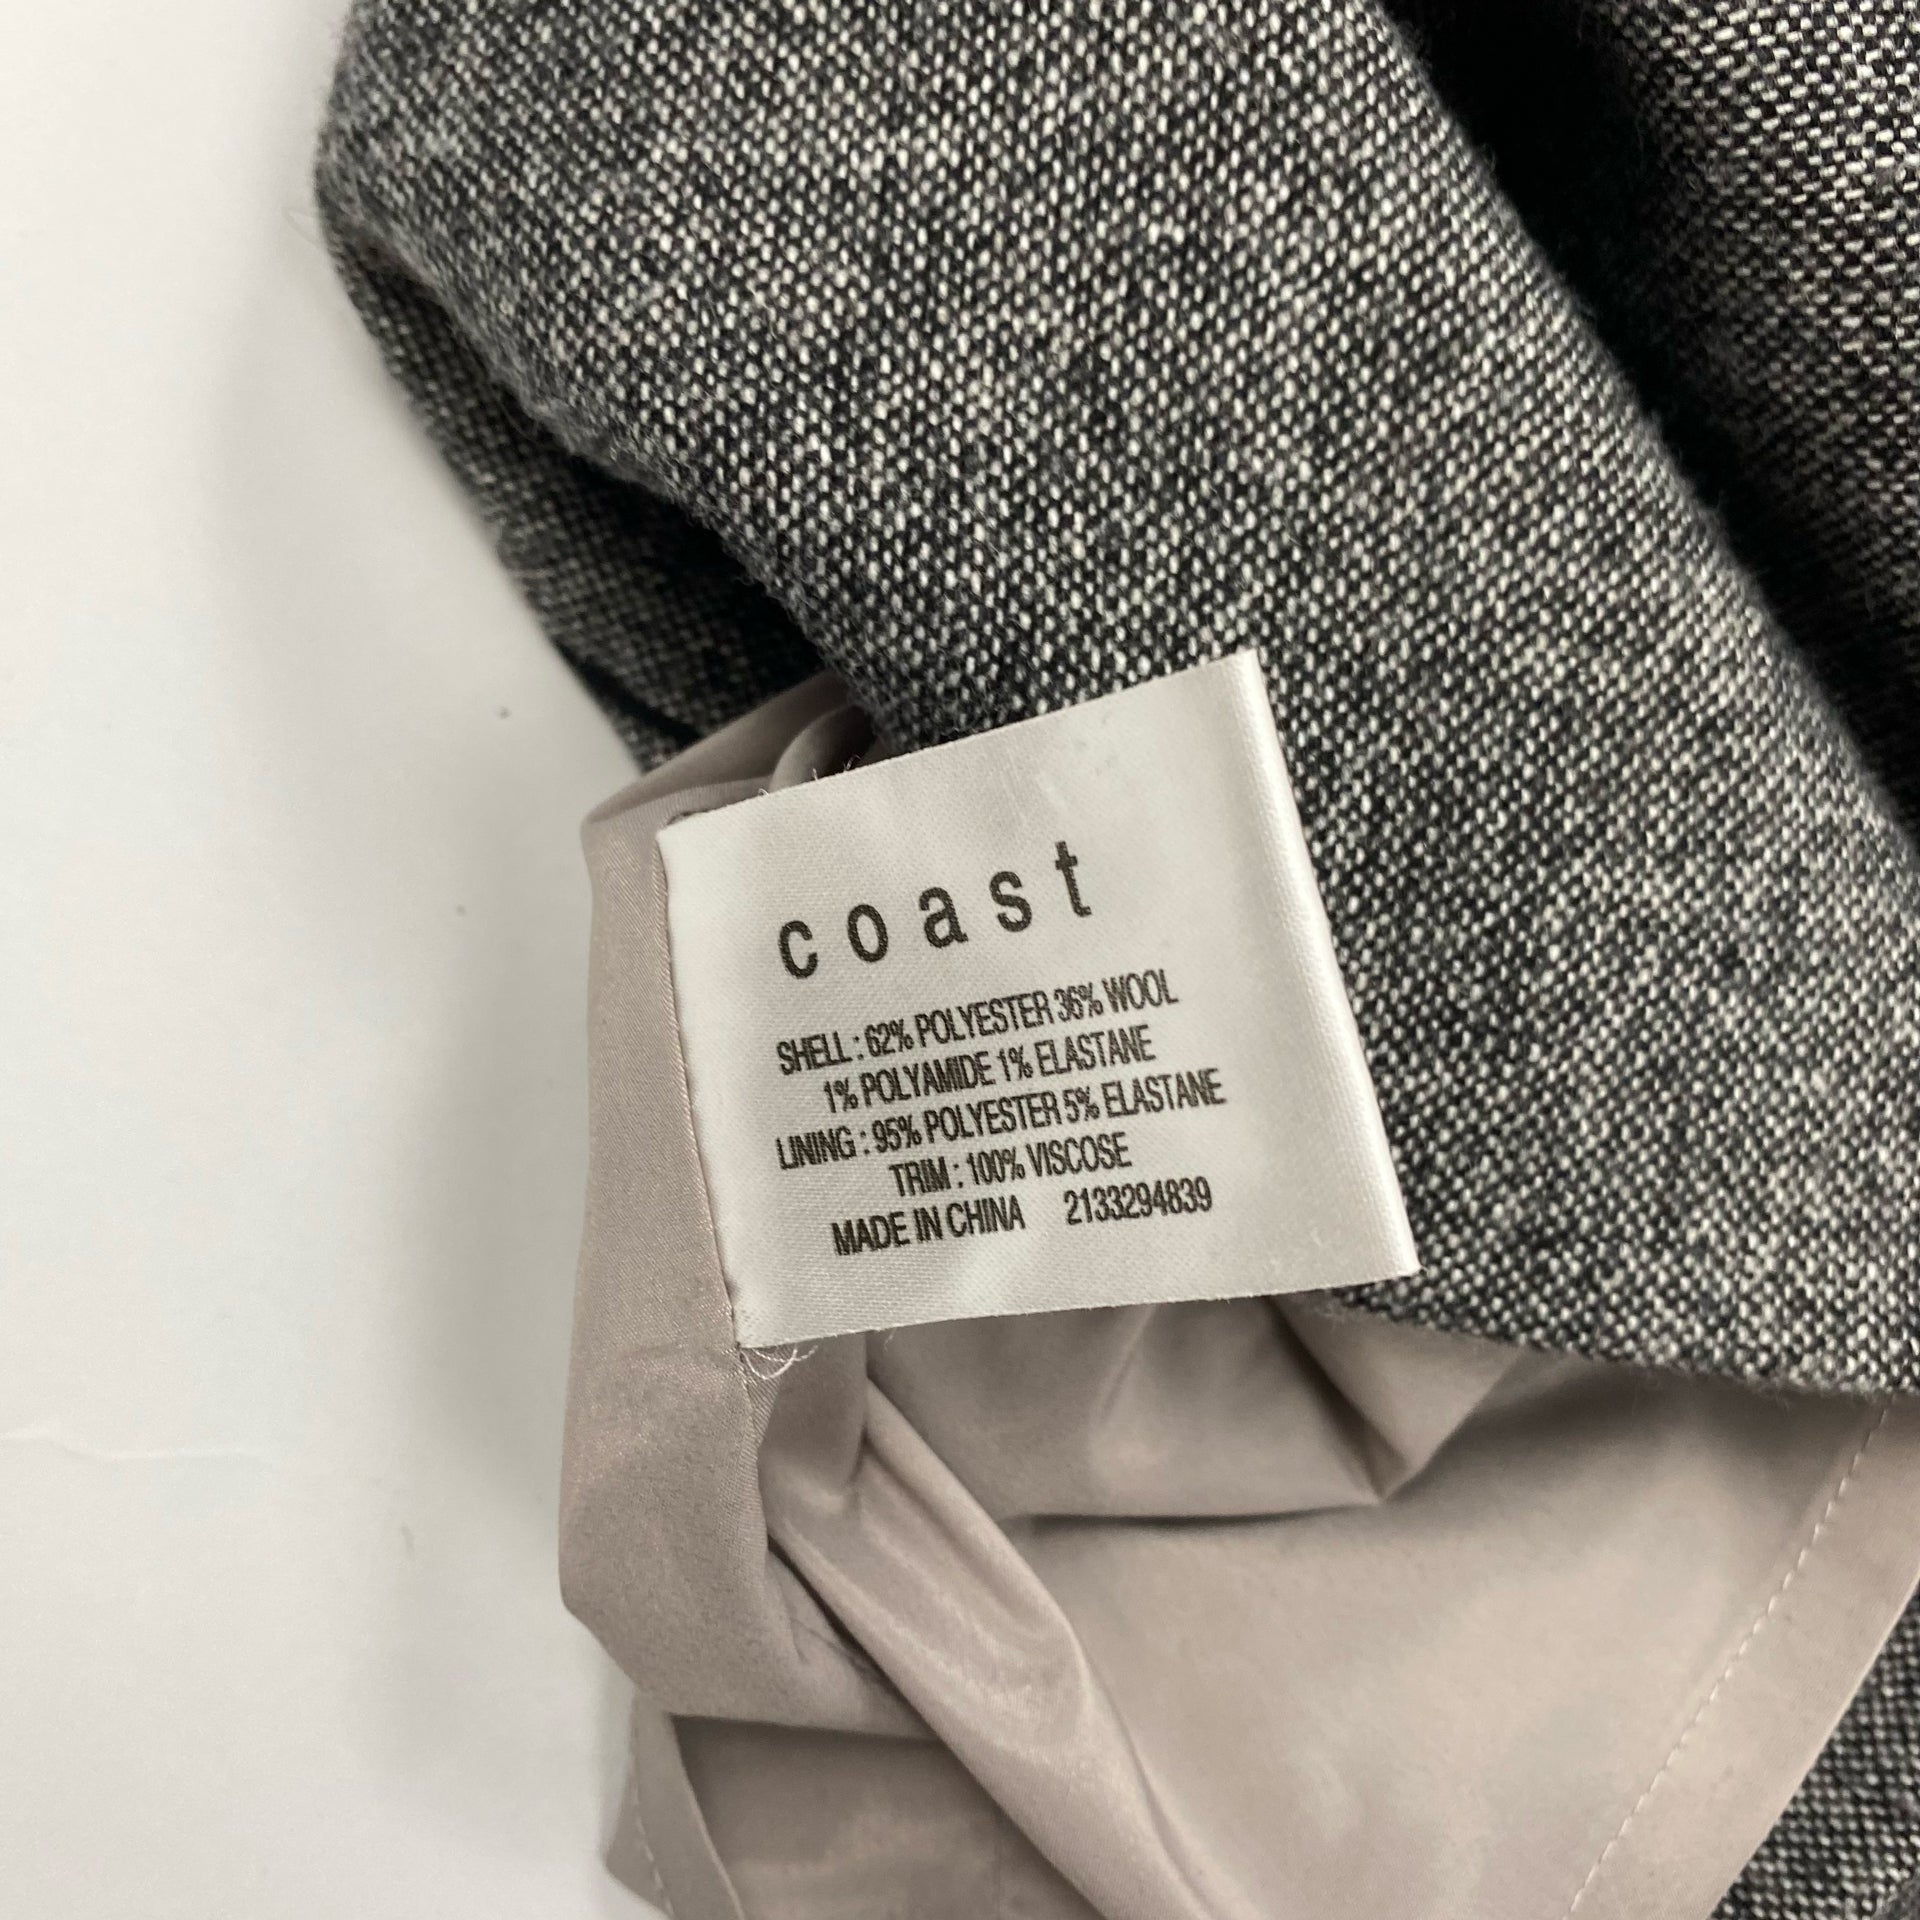 coast
SHELL : 62% POLYESTER 36% WOOL
1% POLYAMIDE 1% ELASTANE
LINING : 95% POLYESTER 5% ELASTANE
TRIM : 100% VISCOSE
MADE IN CHINA 2133294839